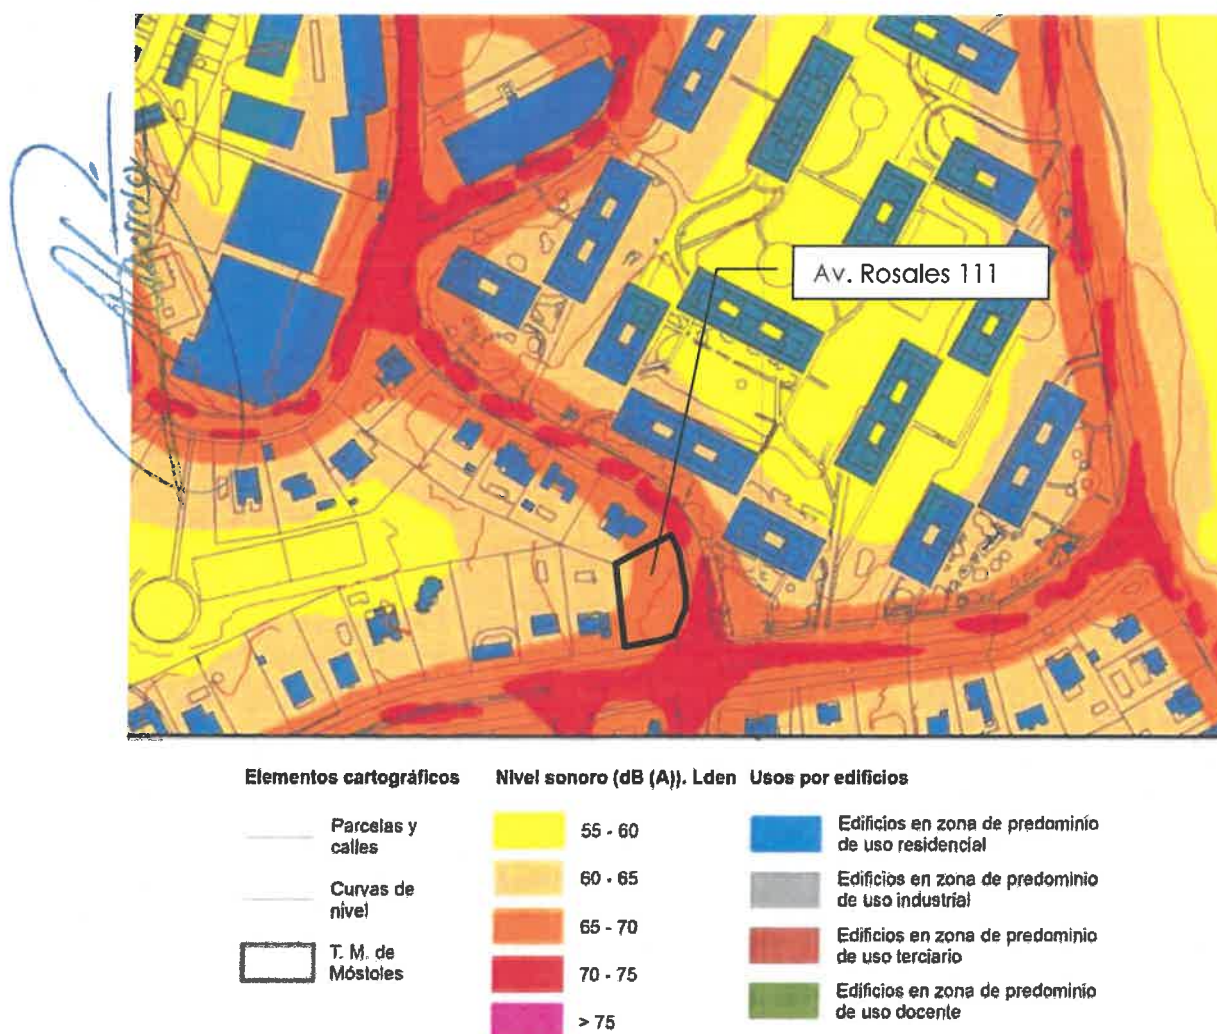 Av. Rosales 111
Elementos cartográficos
Parcelas y
calles
Curvas de
nivel
T. M. de
Móstoles
Nivel sonoro (dB (A)). Lden
55 - 60
60 - 65
65 - 70
70 - 75
> 75
Usos por edificios
Edificios en zona de predominio
de uso residencial
Edificios en zona de predominio
de uso industrial
Edificios en zona de predominio
de uso terciario
Edificios en zona de predominio
de uso docente